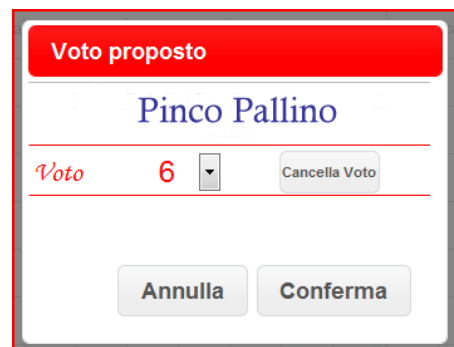 Voto proposto
Pinco Pallino
Voto 6 Cancella Voto
Annulla Conferma